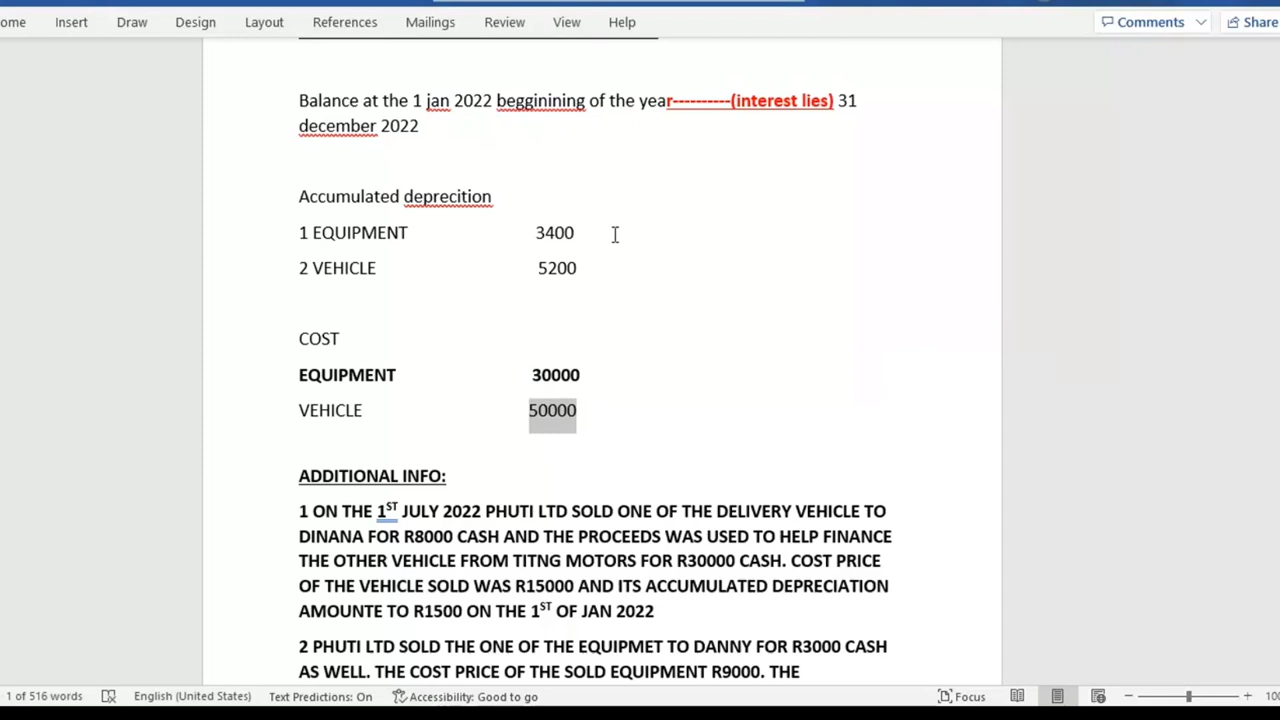 ome Insert Draw Design Layout References Mailings Review View Help Comments Share
Balance at the 1 jan 2022 begginining of the year----------(interest lies) 31
december 2022
Accumulated deprecition
1 EQUIPMENT 3400
2 VEHICLE 5200
COST
EQUIPMENT 30000
VEHICLE 50000
ADDITIONAL INFO:
1 ON THE 1ST JULY 2022 PHUTI LTD SOLD ONE OF THE DELIVERY VEHICLE TO
DINANA FOR R8000 CASH AND THE PROCEEDS WAS USED TO HELP FINANCE
THE OTHER VEHICLE FROM TITNG MOTORS FOR R30000 CASH. COST PRICE
OF THE VEHICLE SOLD WAS R15000 AND ITS ACCUMULATED DEPRECIATION
AMOUNTE TO R1500 ON THE 1ST OF JAN 2022
2 PHUTI LTD SOLD THE ONE OF THE EQUIPMET TO DANNY FOR R3000 CASH
AS WELL. THE COST PRICE OF THE SOLD EQUIPMENT R9000. THE
1 of 516 words English (United States) Text Predictions: On Accessibility: Good to go Focus 100